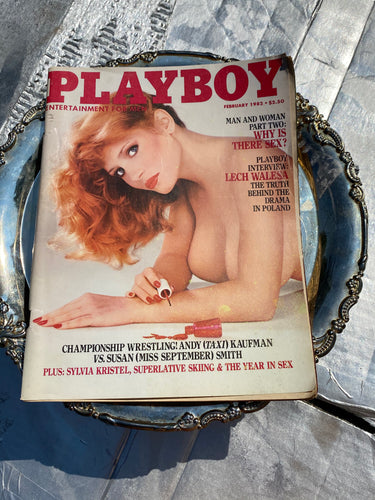 PLAYBOY
ENTERTAINMENT FOR MEN
FEBRUARY 1982 • $2.50
MAN AND WOMAN
PART TWO:
WHY IS
THERE SEX?
PLAYBOY
INTERVIEW:
LECH WALESA
THE TRUTH
BEHIND THE
DRAMA
IN POLAND
CHAMPIONSHIP WRESTLING! ANDY (TAXI) KAUFMAN
VS. SUSAN (MISS SEPTEMBER) SMITH
PLUS: SYLVIA KRISTEL, SUPERLATIVE SKIING & THE YEAR IN SEX